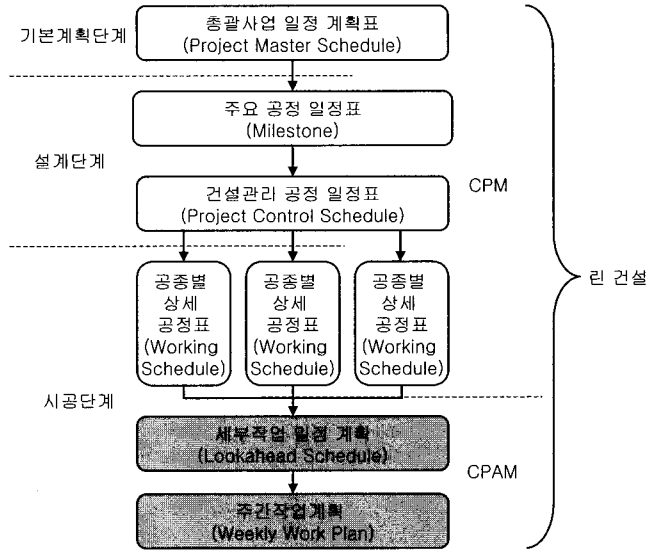 기본계획단계
총괄사업 일정 계획표
(Project Master Schedule)
주요 공정 일정표
(Milestone)
설계단계
건설관리 공정 일정표
(Project Control Schedule)
CPM
린 건설
공종별
상세
공정표
(Working
Schedule)
공종별
상세
공정표
(Working
Schedule)
공종별
상세
공정표
(Working
Schedule)
시공단계
세부작업 일정 계획
(Lookahead Schedule)
CPAM
주간작업계획
(Weekly Work Plan)